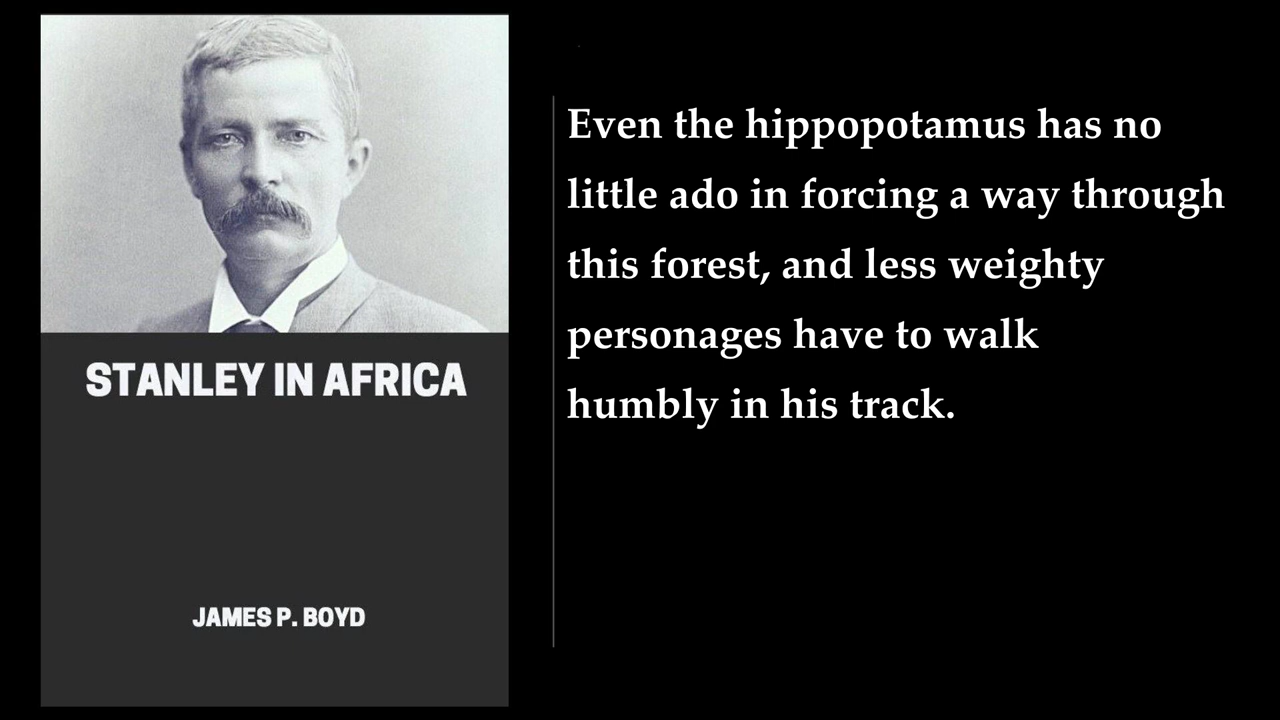 STANLEY IN AFRICA
JAMES P. BOYD
Even the hippopotamus has no
little ado in forcing a way through
this forest, and less weighty
personages have to walk
humbly in his track.